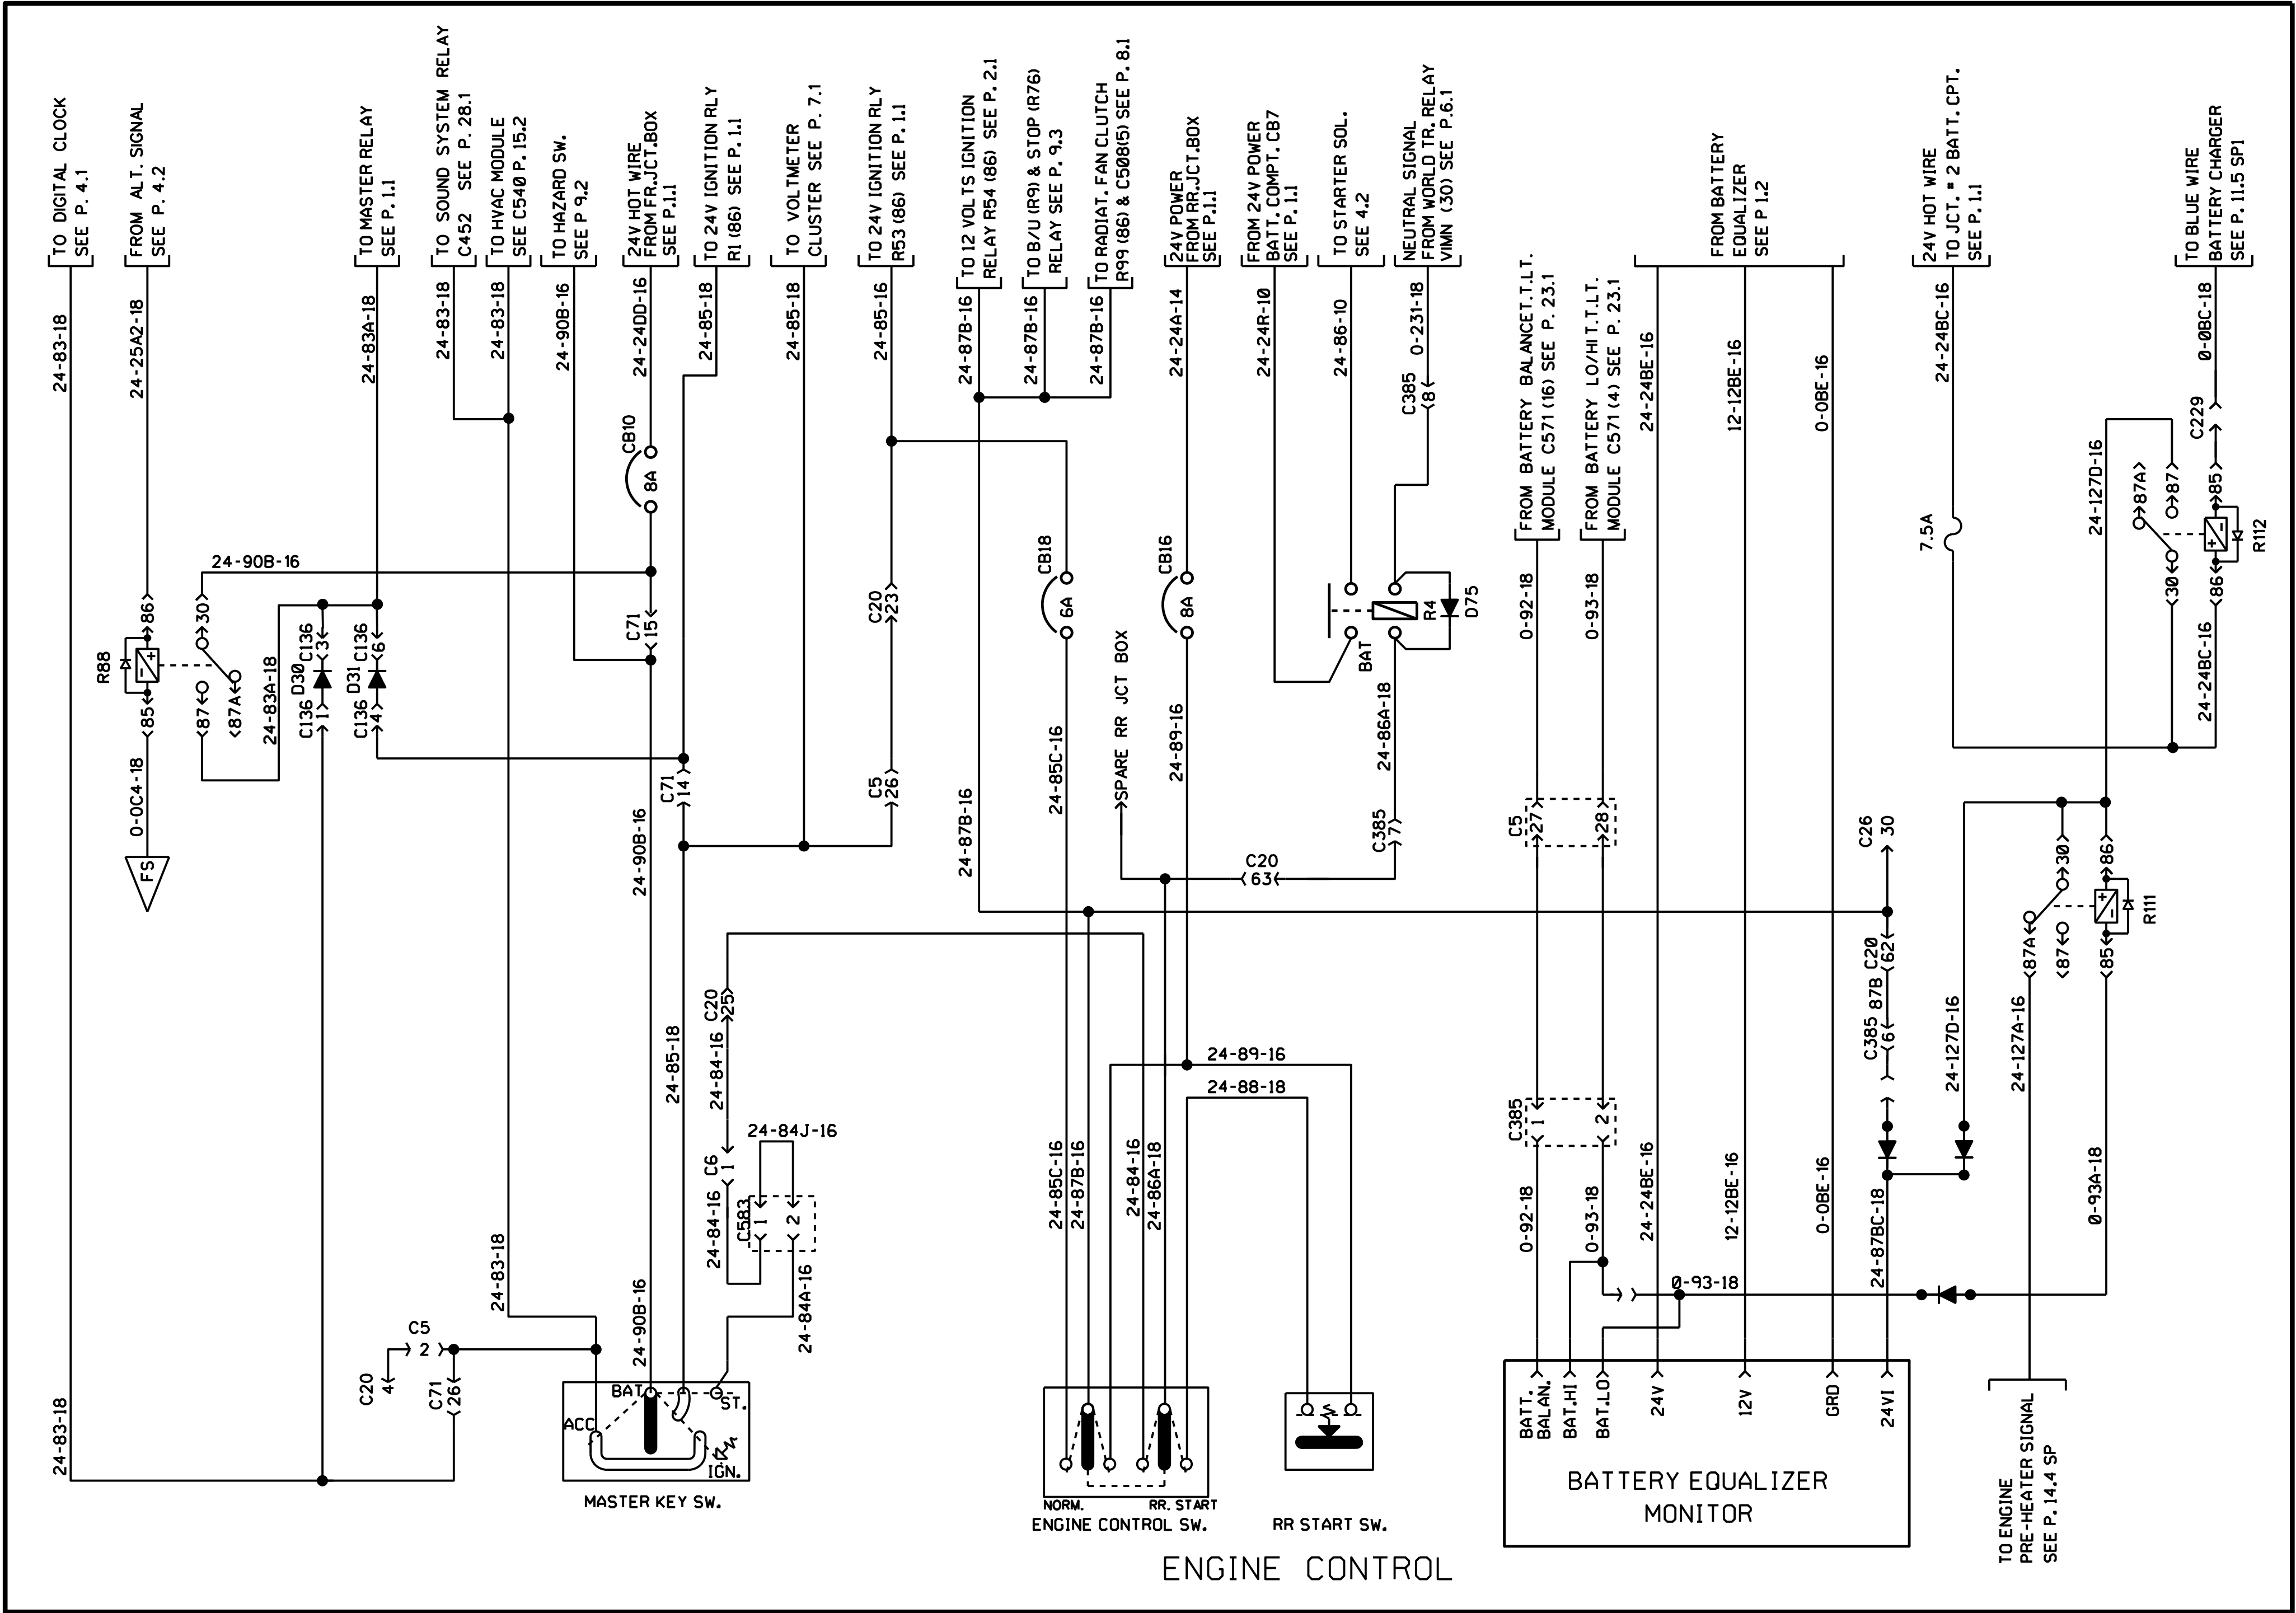 TO DIGITAL CLOCK
SEE P. 4.1
FROM ALT. SIGNAL
SEE P. 4.2
TO MASTER RELAY
SEE P. 1.1
TO SOUND SYSTEM RELAY
C452 SEE P. 28.1
TO HVAC MODULE
SEE C540 P. 15.2
TO HAZARD SW.
SEE P 9.2
24V HOT WIRE
FROM FR.JCT.BOX
SEE P.1.1
TO 24V IGNITION RLY
R1 (86) SEE P. 1.1
TO VOLTMETER
CLUSTER SEE P. 7.1
TO 24V IGNITION RLY
R53 (86) SEE P. 1.1
TO 12 VOLTS IGNITION
RELAY R54 (86) SEE P. 2.1
TO B/U (R9) & STOP (R76)
RELAY SEE P. 9.3
TO RADIAT. FAN CLUTCH
R99 (86) & C508(5) SEE P. 8.1
24V POWER
FROM RR.JCT.BOX
SEE P.1.1
FROM 24V POWER
BATT. COMPT. CB7
SEE P. 1.1
TO STARTER SOL.
SEE 4.2
NEUTRAL SIGNAL
FROM WORLD TR. RELAY
VIMN (30) SEE P.6.1
FROM BATTERY BALANCE T.T.LT.
MODULE C571 (16) SEE P. 23.1
FROM BATTERY LO/HI T.T.LT.
MODULE C571 (4) SEE P. 23.1
FROM BATTERY
EQUALIZER
SEE P 1.2
24V HOT WIRE
TO JCT. # 2 BATT. CPT.
SEE P. 1.1
TO BLUE WIRE
BATTERY CHARGER
SEE P. 11.5 SP1
24-83-18
24-25A2-18
24-83A-18
24-83-18
24-83-18
24-90B-16
24-24DD-16
24-85-18
24-85-18
24-85-16
24-87B-16
24-87B-16
24-87B-16
24-24A-14
24-24R-10
24-86-10
0-231-18
24-24BE-16
12-12BE-16
0-0BE-16
24-24BC-16
0-0BC-18
C385
8
C229
CB10
8A
24-127D-16
87A
87
85
7.5A
R112
30
86
24-90B-16
CB18
6A
CB16
8A
R88
86
30
C136
3
C136
6
C71
15
C20
23
R4
D75
BAT
0-92-18
0-93-18
24-24BC-16
85
87
87A
24-83A-18
D30
D31
C136
1
C136
4
SPARE RR JCT BOX
24-85C-16
24-89-16
24-86A-18
0-0C4-18
FS
C71
14
C5
26
24-90B-16
24-87B-16
C385
7
C20
63
C5
27
28
C26
30
30
86
R111
87A
87
85
C20
62
87B
C385
6
C20
25
24-85-18
24-84-16
24-127D-16
24-127A-16
24-89-16
24-88-18
24-84J-16
C6
1
C583
1
2
C385
1
2
24-84-16
24-84A-16
24-85C-16
24-87B-16
24-84-16
24-86A-18
0-92-18
0-93-18
24-24BE-16
12-12BE-16
0-0BE-16
24-87BC-18
0-93A-18
0-93-18
24-83-18
24-90B-16
C5
2
C20
4
C71
26
24-83-18
BAT
ST.
ACC
IGN.
MASTER KEY SW.
NORM.
RR. START
ENGINE CONTROL SW.
RR START SW.
BATT.
BALAN.
BAT.HI
BAT.LO
24V
12V
GRD
24VI
BATTERY EQUALIZER
MONITOR
TO ENGINE
PRE-HEATER SIGNAL
SEE P. 14.4 SP
ENGINE CONTROL